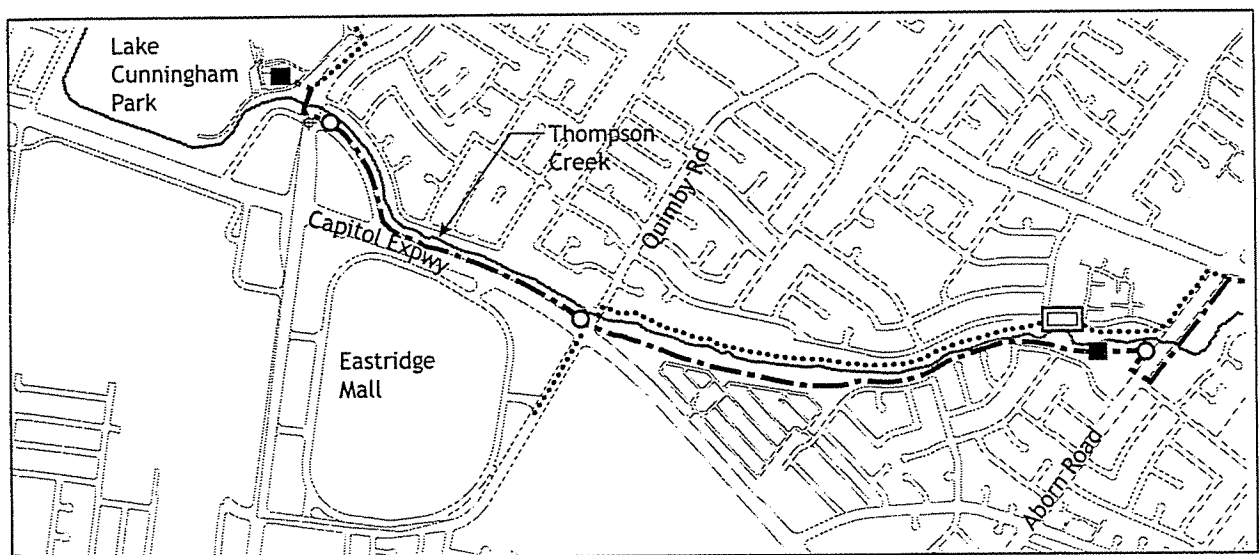 Lake
Cunningham
Park
Thompson
Creek
Quimby Rd
Capitol Expwy
Eastridge
Mall
Aborn Road